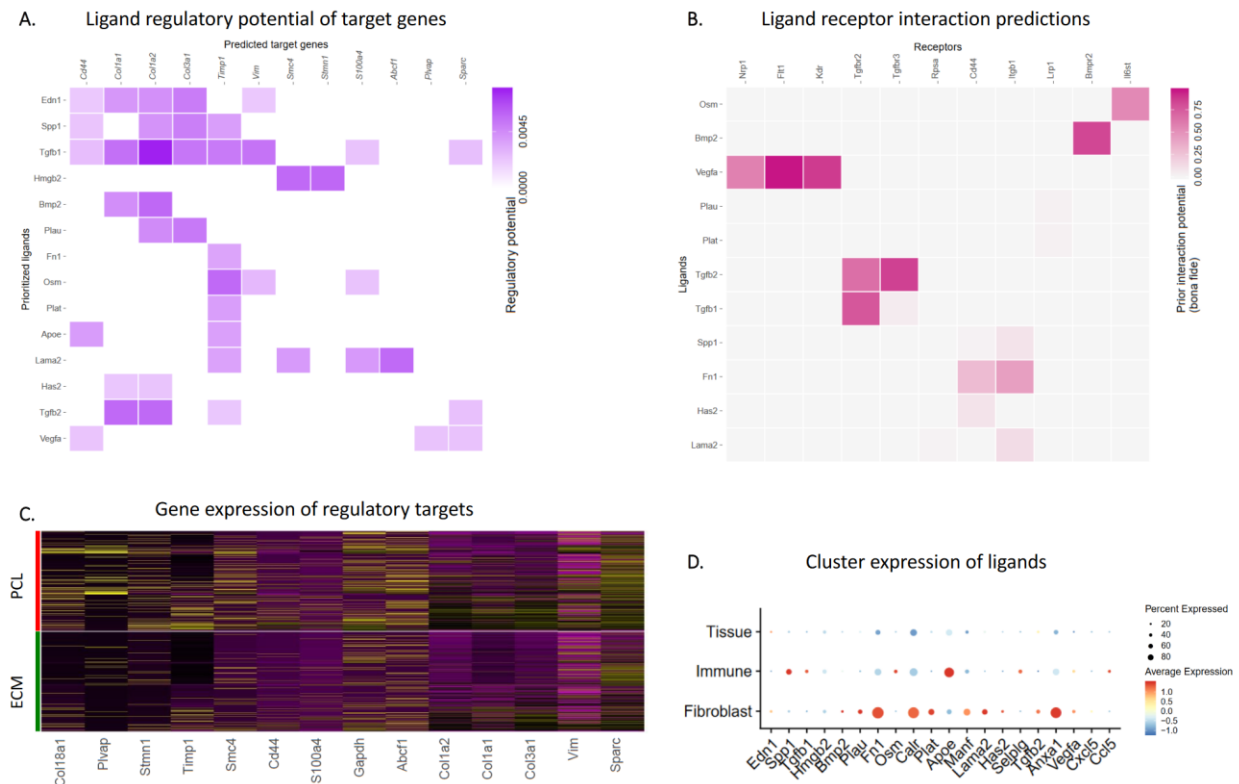 A. Ligand regulatory potential of target genes
Predicted target genes
Cd44
Col1a1
Col1a2
Col3a1
Timp1
Vim
Smc4
Stmn1
S100a4
Abcf1
Plvap
Sparc
Prioritized ligands
Edn1
Spp1
Tgfb1
Hmgb2
Bmp2
Plau
Fn1
Osm
Plat
Apoe
Lama2
Has2
Tgfb2
Vegfa
0.0045
0.0000
Regulatory potential
B. Ligand receptor interaction predictions
Receptors
Nrp1
Flt1
Kdr
Tgfbr2
Tgfbr3
Rpsa
Cd44
Itgb1
Lrp1
Bmpr2
Il6st
Ligands
Osm
Bmp2
Vegfa
Plau
Plat
Tgfb2
Tgfb1
Spp1
Fn1
Has2
Lama2
0.75
0.50
0.25
0.00
Prior interaction potential
(bona fide)
C. Gene expression of regulatory targets
PCL
ECM
Col18a1
Plvap
Stmn1
Timp1
Smc4
Cd44
S100a4
Gapdh
Abcf1
Col1a2
Col1a1
Col3a1
Vim
Sparc
D. Cluster expression of ligands
Tissue
Immune
Fibroblast
Edn1
Spp1
Tgfb1
Hmgb2
Bmp2
Plau
Fn1
Osm
Calr
Plat
Apoe
Manf
Lama2
Has2
Selplg
Tgfb2
Anxa1
Vegfa
Cxcl5
Ccl5
Percent Expressed
20
40
60
80
Average Expression
1.0
0.5
0.0
-0.5
-1.0